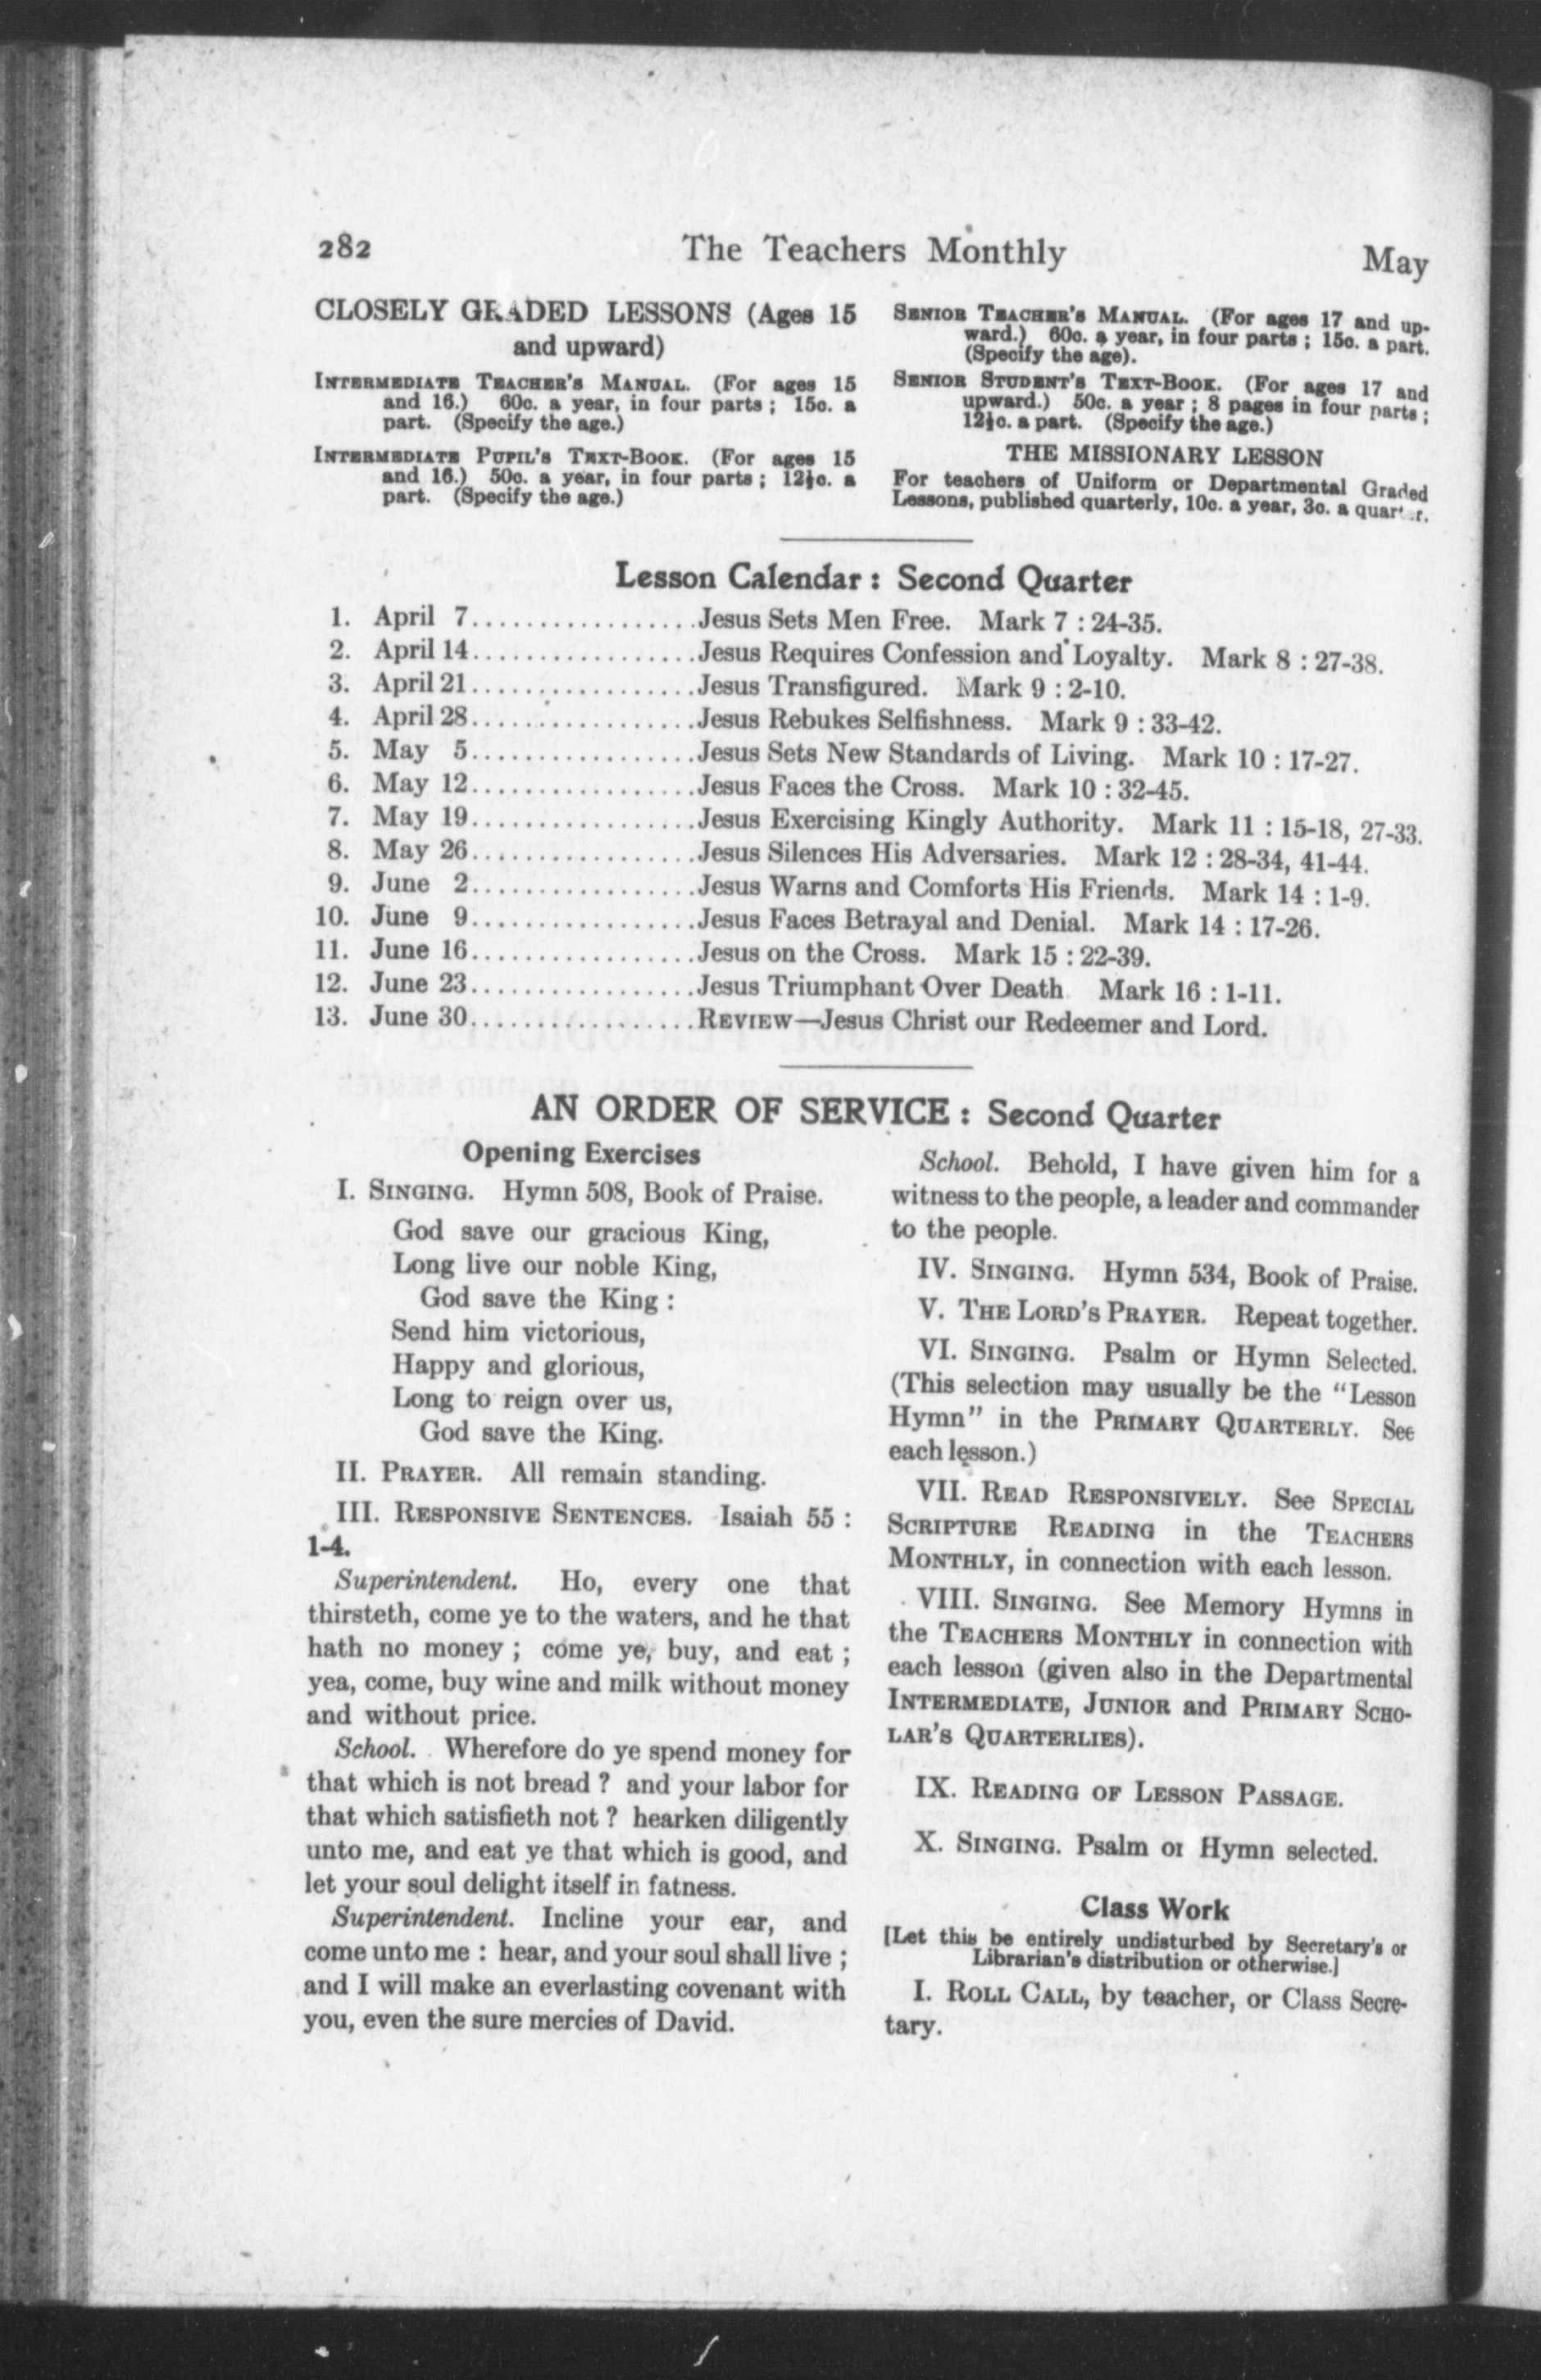 282
The Teachers Monthly
May
CLOSELY GRADED LESSONS (Ages 15
and upward)
INTERMEDIATE TEACHER'S MANUAL. (For ages 15
and 16.) 60c. a year, in four parts ; 15c. a
part. (Specify the age.)
INTERMEDIATE PUPIL'S TEXT-BOOK. (For ages 15
and 16.) 50c. a year, in four parts ; 12½c. a
part. (Specify the age.)
SENIOR TEACHER'S MANUAL. (For ages 17 and up-
ward.) 60c. a year, in four parts ; 15c. a part.
(Specify the age).
SENIOR STUDENT'S TEXT-BOOK. (For ages 17 and
upward.) 50c. a year ; 8 pages in four parts ;
12½c. a part. (Specify the age.)
THE MISSIONARY LESSON
For teachers of Uniform or Departmental Graded
Lessons, published quarterly, 10c. a year, 3c. a quarter.
Lesson Calendar : Second Quarter
1. April 7.................Jesus Sets Men Free. Mark 7 : 24-35.
2. April 14.................Jesus Requires Confession and Loyalty. Mark 8 : 27-38.
3. April 21.................Jesus Transfigured. Mark 9 : 2-10.
4. April 28.................Jesus Rebukes Selfishness. Mark 9 : 33-42.
5. May 5.................Jesus Sets New Standards of Living. Mark 10 : 17-27.
6. May 12.................Jesus Faces the Cross. Mark 10 : 32-45.
7. May 19.................Jesus Exercising Kingly Authority. Mark 11 : 15-18, 27-33.
8. May 26.................Jesus Silences His Adversaries. Mark 12 : 28-34, 41-44.
9. June 2.................Jesus Warns and Comforts His Friends. Mark 14 : 1-9.
10. June 9.................Jesus Faces Betrayal and Denial. Mark 14 : 17-26.
11. June 16.................Jesus on the Cross. Mark 15 : 22-39.
12. June 23.................Jesus Triumphant Over Death Mark 16 : 1-11.
13. June 30.................REVIEW—Jesus Christ our Redeemer and Lord.
AN ORDER OF SERVICE : Second Quarter
Opening Exercises
I. SINGING. Hymn 508, Book of Praise.
God save our gracious King,
Long live our noble King,
God save the King :
Send him victorious,
Happy and glorious,
Long to reign over us,
God save the King.
II. PRAYER. All remain standing.
III. RESPONSIVE SENTENCES. Isaiah 55 :
1-4.
Superintendent. Ho, every one that
thirsteth, come ye to the waters, and he that
hath no money ; come ye, buy, and eat ;
yea, come, buy wine and milk without money
and without price.
School. Wherefore do ye spend money for
that which is not bread ? and your labor for
that which satisfieth not ? hearken diligently
unto me, and eat ye that which is good, and
let your soul delight itself in fatness.
Superintendent. Incline your ear, and
come unto me : hear, and your soul shall live ;
and I will make an everlasting covenant with
you, even the sure mercies of David.
School. Behold, I have given him for a
witness to the people, a leader and commander
to the people.
IV. SINGING. Hymn 534, Book of Praise.
V. THE LORD'S PRAYER. Repeat together.
VI. SINGING. Psalm or Hymn Selected.
(This selection may usually be the "Lesson
Hymn" in the PRIMARY QUARTERLY. See
each lesson.)
VII. READ RESPONSIVELY. See SPECIAL
SCRIPTURE READING in the TEACHERS
MONTHLY, in connection with each lesson.
VIII. SINGING. See Memory Hymns in
the TEACHERS MONTHLY in connection with
each lesson (given also in the Departmental
INTERMEDIATE, JUNIOR and PRIMARY SCHO-
LAR'S QUARTERLIES).
IX. READING OF LESSON PASSAGE.
X. SINGING. Psalm or Hymn selected.
Class Work
[Let this be entirely undisturbed by Secretary's or
Librarian's distribution or otherwise.]
I. ROLL CALL, by teacher, or Class Secre-
tary.